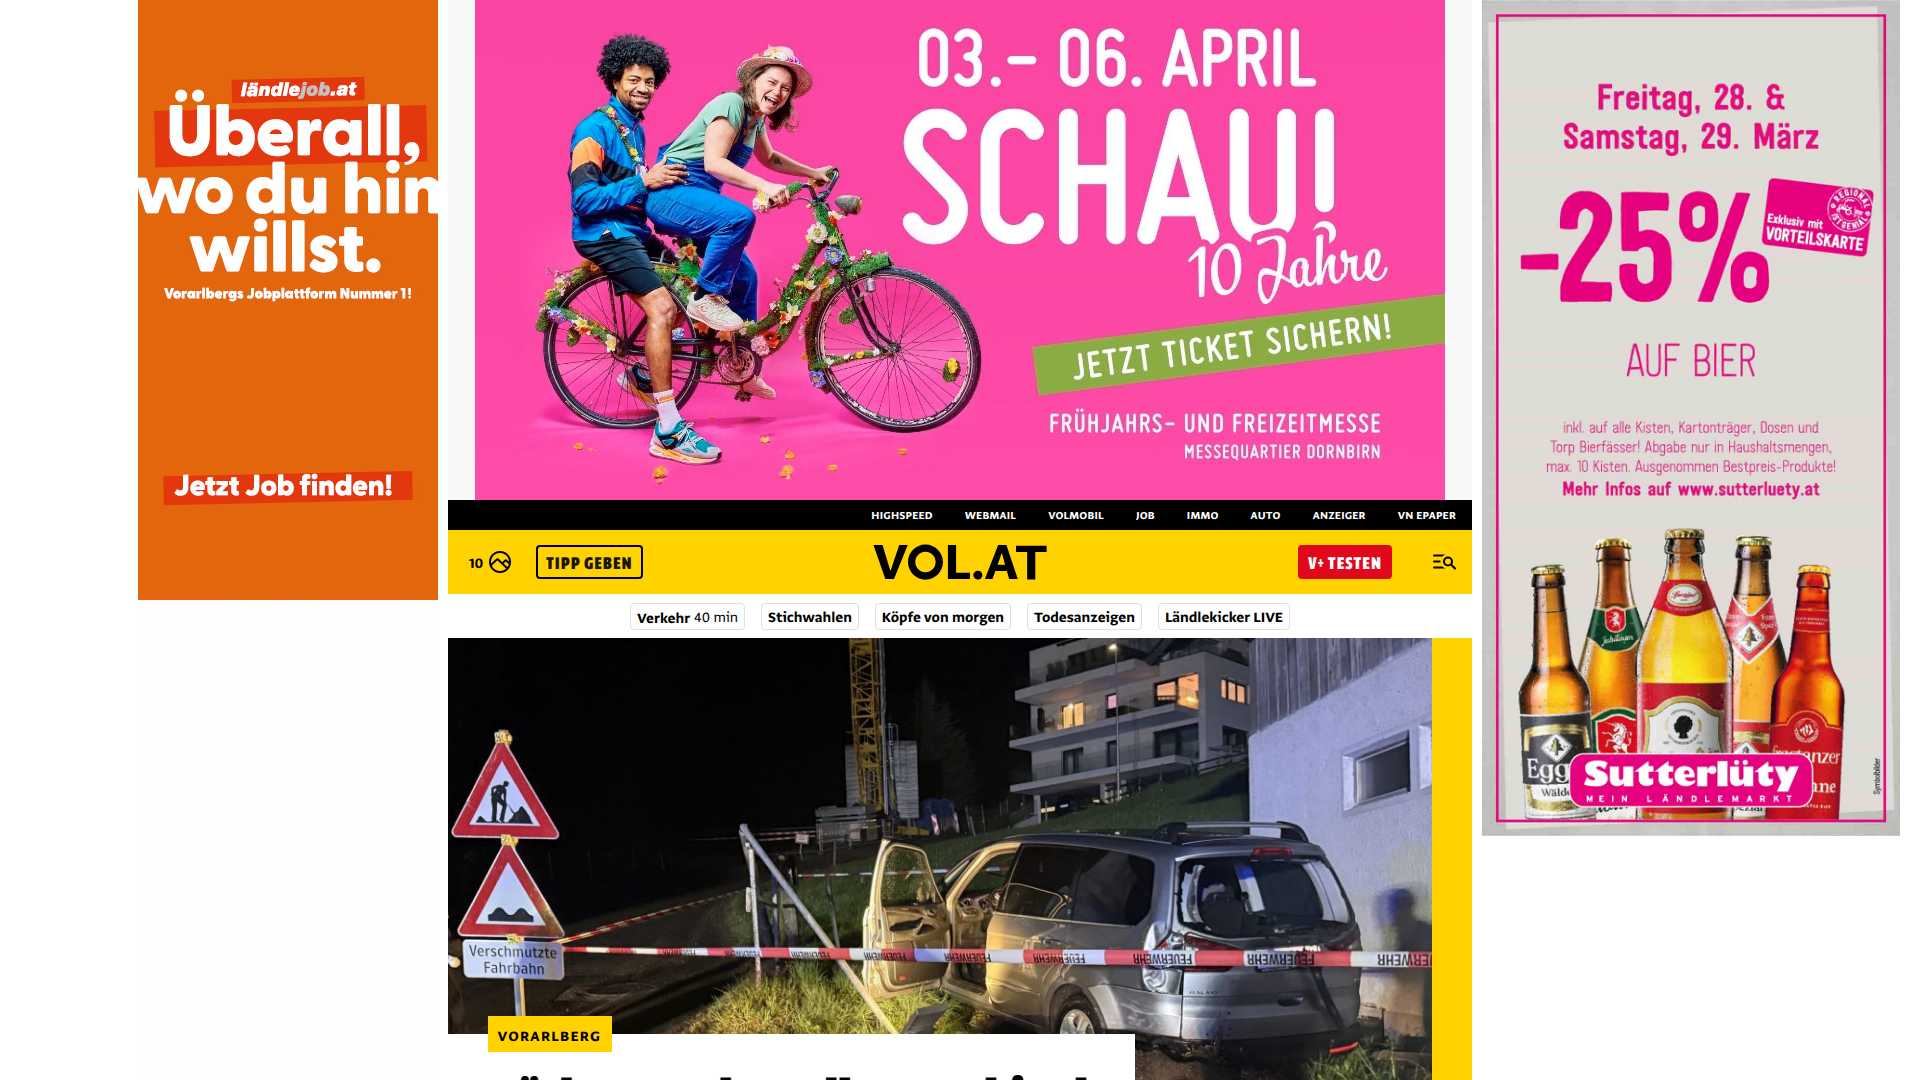 ländlejob.at
Überall,
wo du hin
willst.
Vorarlbergs Jobplattform Nummer 1!
Jetzt Job finden!
03.– 06. APRIL
SCHAU!
10 Jahre
JETZT TICKET SICHERN!
FRÜHJAHRS– UND FREIZEITMESSE
MESSEQUARTIER DORNBIRN
Freitag, 28. &
Samstag, 29. März
-25%
REGIONAL
Exklusiv mit
VORTEILSKARTE
AUF BIER
inkl. auf alle Kisten, Kartonträger, Dosen und
Torp Bierfässer! Abgabe nur in Haushaltsmengen,
max. 10 Kisten. Ausgenommen Bestpreis-Produkte!
Mehr Infos auf www.sutterluety.at
Sutterlüty
MEIN LÄNDLEMARKT
Symbolbilder
HIGHSPEED WEBMAIL VOLMOBIL JOB IMMO AUTO ANZEIGER VN EPAPER
10 TIPP GEBEN VOL.AT V+ TESTEN
Verkehr 40 min Stichwahlen Köpfe von morgen Todesanzeigen Ländlekicker LIVE
Verschmutzte
Fahrbahn
FEUERWEHR FEUERWEHR FEUERWEHR FEUERWEHR
VORARLBERG